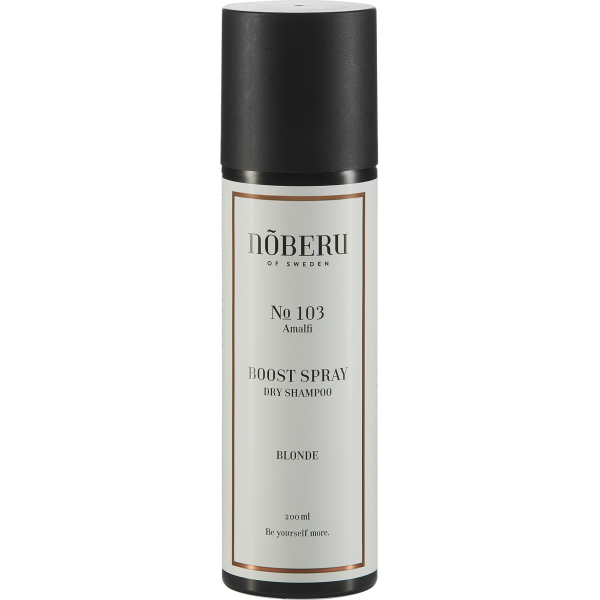 nõBERU
OF SWEDEN
No 103
Amalfi
BOOST SPRAY
DRY SHAMPOO
BLONDE
200 ml
Be yourself more.